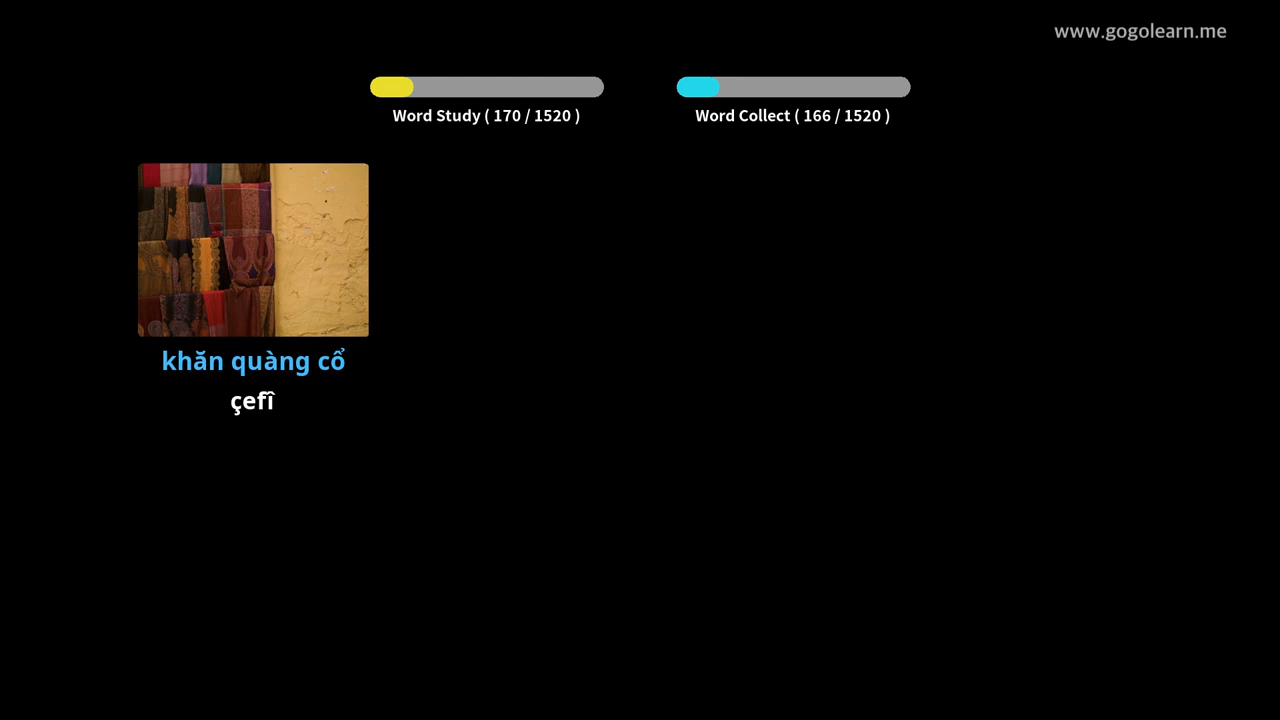 www.gogolearn.me
Word Study ( 170 / 1520 )
Word Collect ( 166 / 1520 )
khăn quàng cổ
çefî